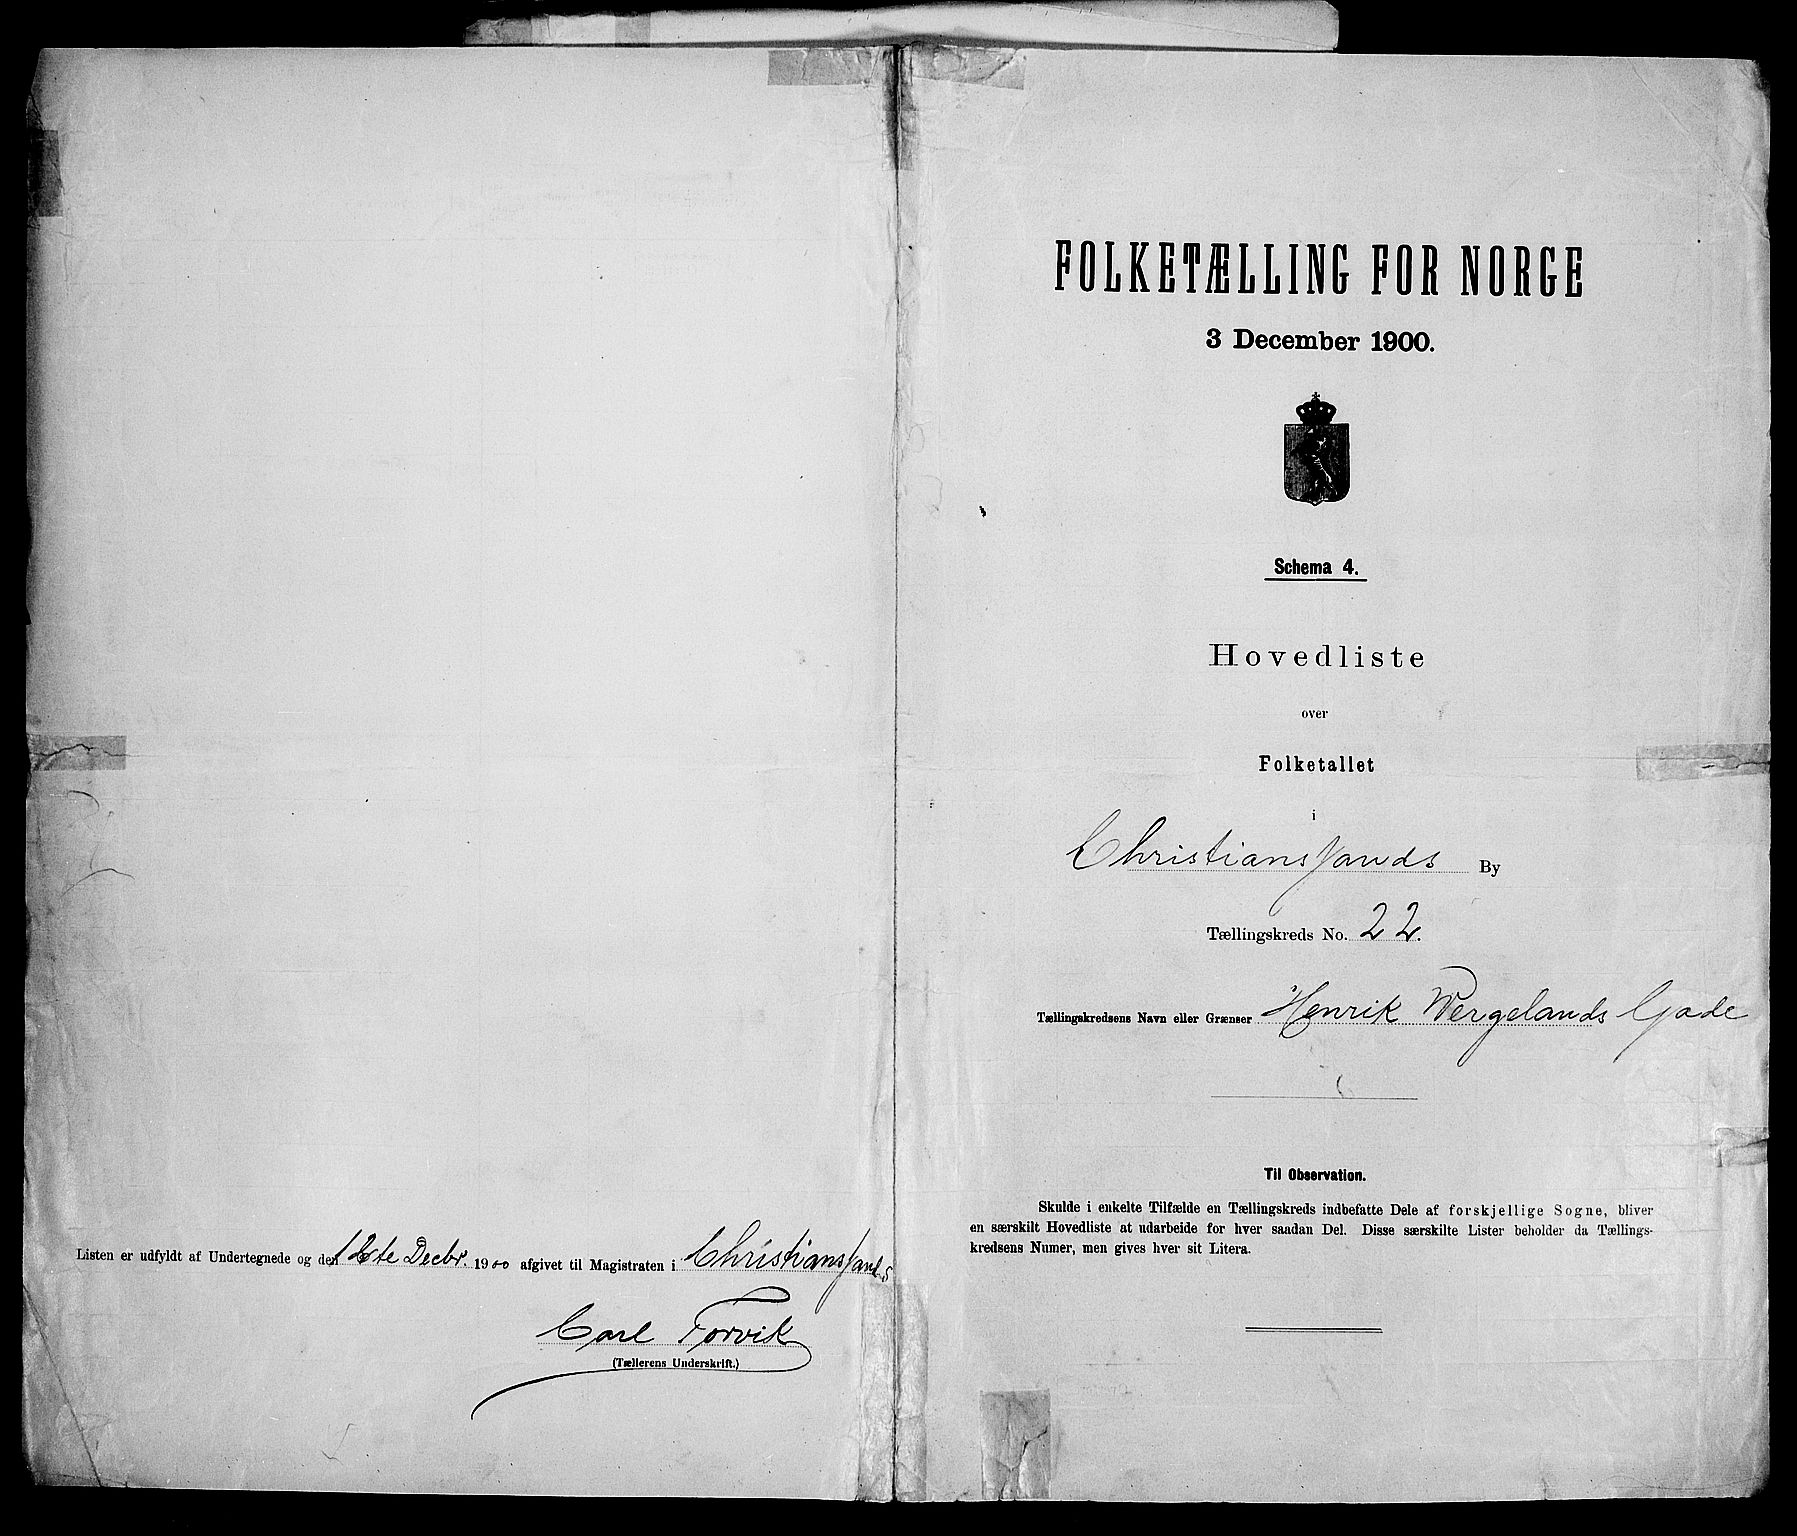 Listen er udfyldt af Undertegnede og den 12te Decbr. 1900 afgivet til Magistraten i Christianssands
Carl Torvik
(Tællerens Underskrift.)
FOLKETÆLLING FOR NORGE
3 December 1900.
Schema 4.
Hovedliste
over
Folketallet
i
Christianssands By
Tællingskreds No. 22.
Tællingskredsens Navn eller Grænser Henrik Wergelands Gade
Til Observation.
Skulde i enkelte Tilfælde en Tællingskreds indbefatte Dele af forskjellige Sogne, bliver
en særskilt Hovedliste at udarbeide for hver saadan Del. Disse særskilte Lister beholder da Tællings-
kredsens Numer, men gives hver sit Litera.